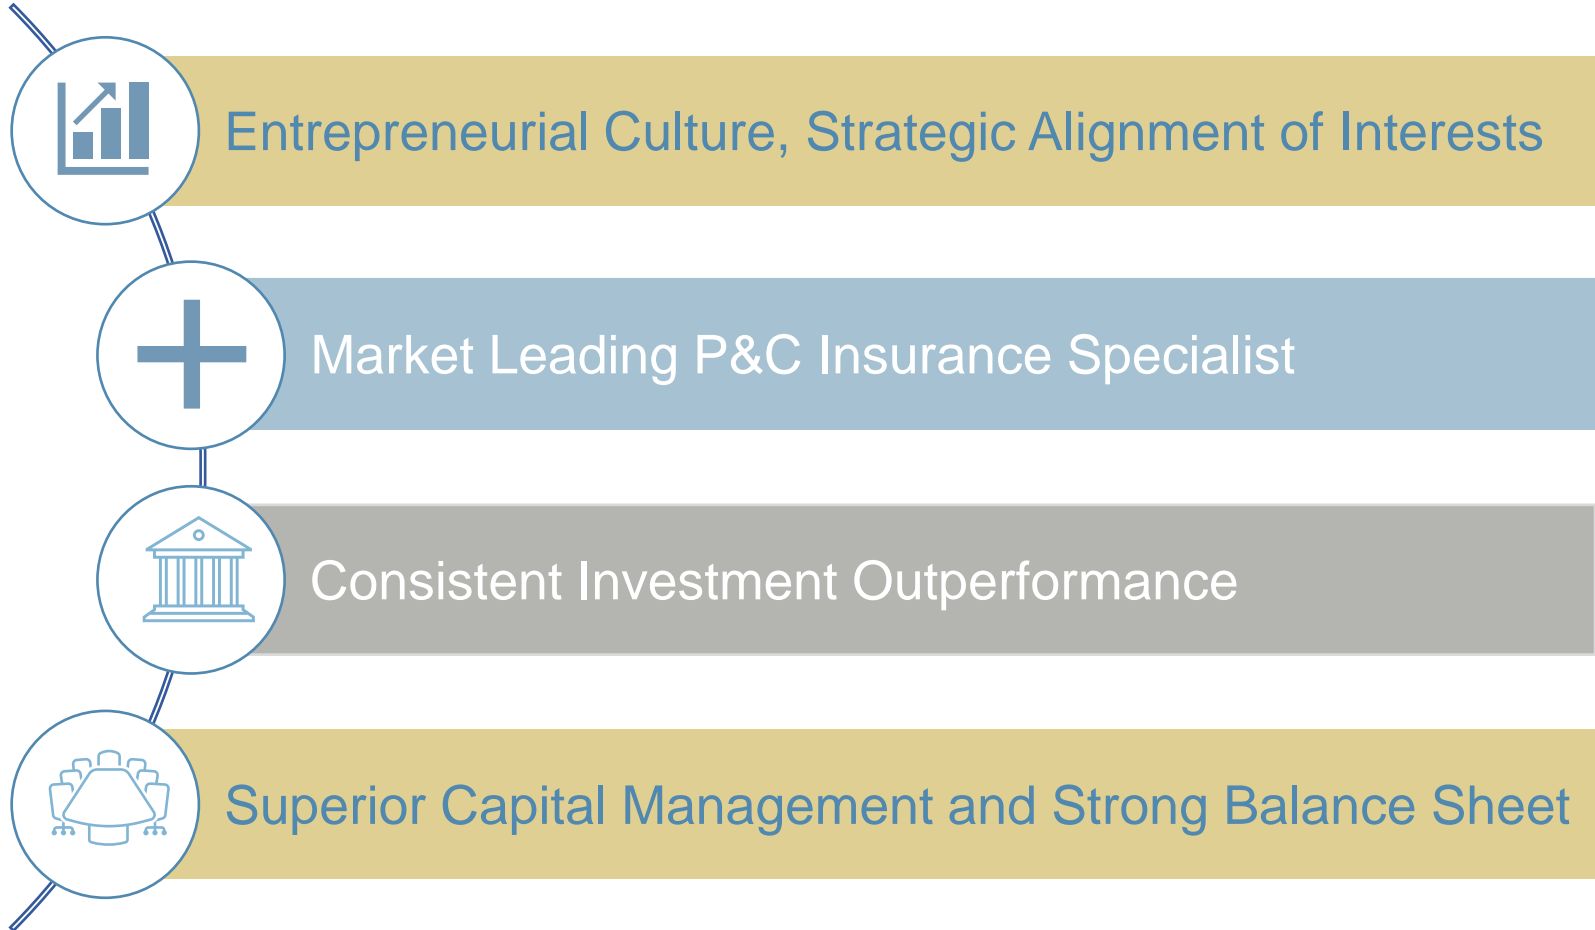 Entrepreneurial Culture, Strategic Alignment of Interests
Market Leading P&C Insurance Specialist
Consistent Investment Outperformance
Superior Capital Management and Strong Balance Sheet